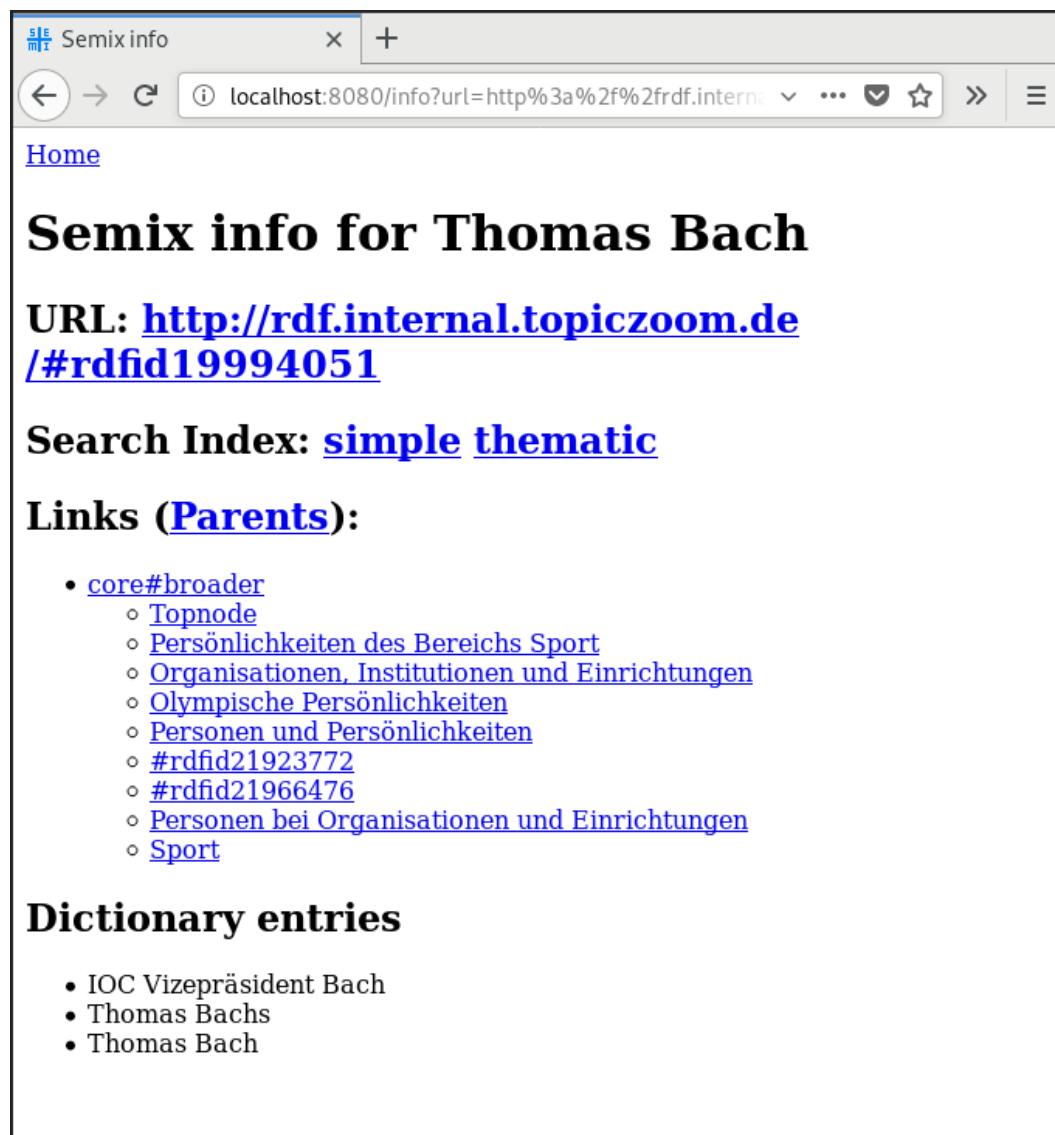 SE
MIX Semix info
localhost:8080/info?url=http%3a%2f%2frdf.interna
Home
Semix info for Thomas Bach
URL: http://rdf.internal.topiczoom.de
/#rdfid19994051
Search Index: simple thematic
Links (Parents):
core#broader
Topnode
Persönlichkeiten des Bereichs Sport
Organisationen, Institutionen und Einrichtungen
Olympische Persönlichkeiten
Personen und Persönlichkeiten
#rdfid21923772
#rdfid21966476
Personen bei Organisationen und Einrichtungen
Sport
Dictionary entries
IOC Vizepräsident Bach
Thomas Bachs
Thomas Bach